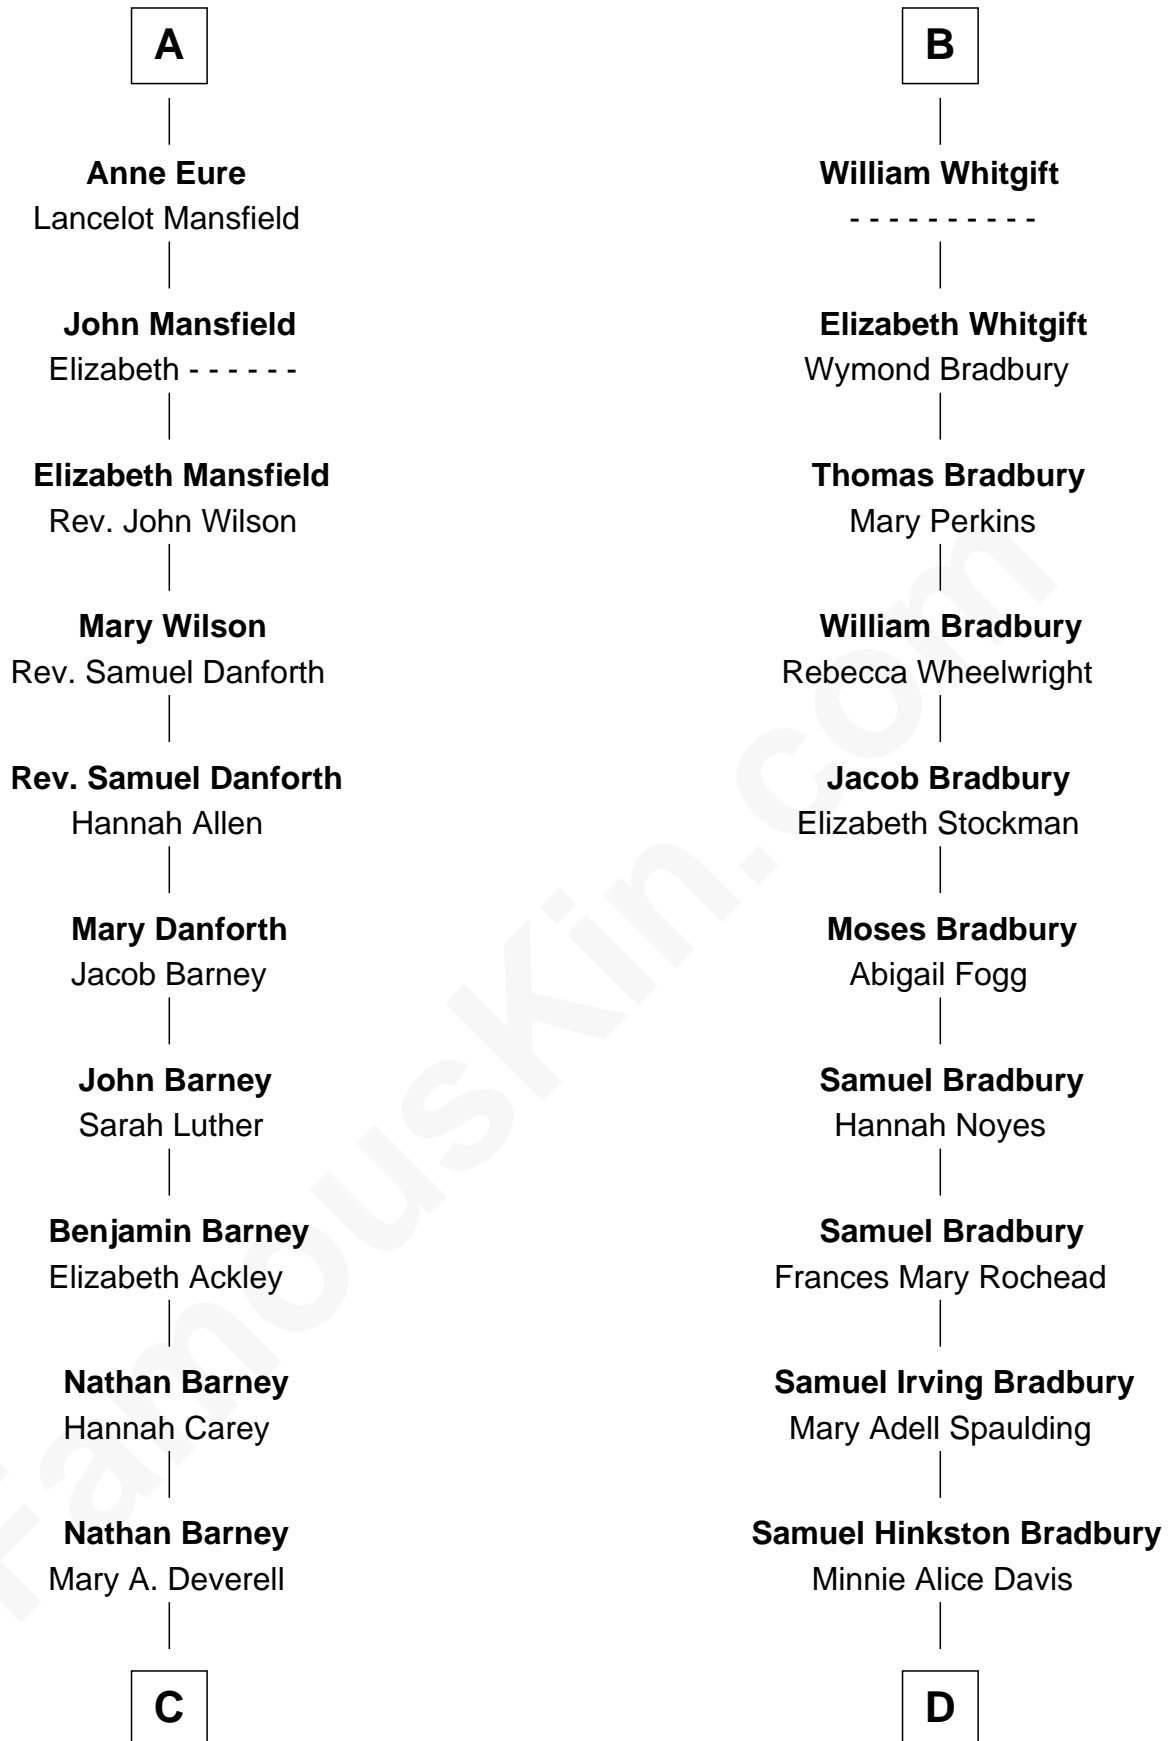 A
Anne Eure
Lancelot Mansfield
John Mansfield
Elizabeth - - - - - -
Elizabeth Mansfield
Rev. John Wilson
Mary Wilson
Rev. Samuel Danforth
Rev. Samuel Danforth
Hannah Allen
Mary Danforth
Jacob Barney
John Barney
Sarah Luther
Benjamin Barney
Elizabeth Ackley
Nathan Barney
Hannah Carey
Nathan Barney
Mary A. Deverell
C
B
William Whitgift
- - - - - - - - - -
Elizabeth Whitgift
Wymond Bradbury
Thomas Bradbury
Mary Perkins
William Bradbury
Rebecca Wheelwright
Jacob Bradbury
Elizabeth Stockman
Moses Bradbury
Abigail Fogg
Samuel Bradbury
Hannah Noyes
Samuel Bradbury
Frances Mary Rochead
Samuel Irving Bradbury
Mary Adell Spaulding
Samuel Hinkston Bradbury
Minnie Alice Davis
D
FamousKin.com